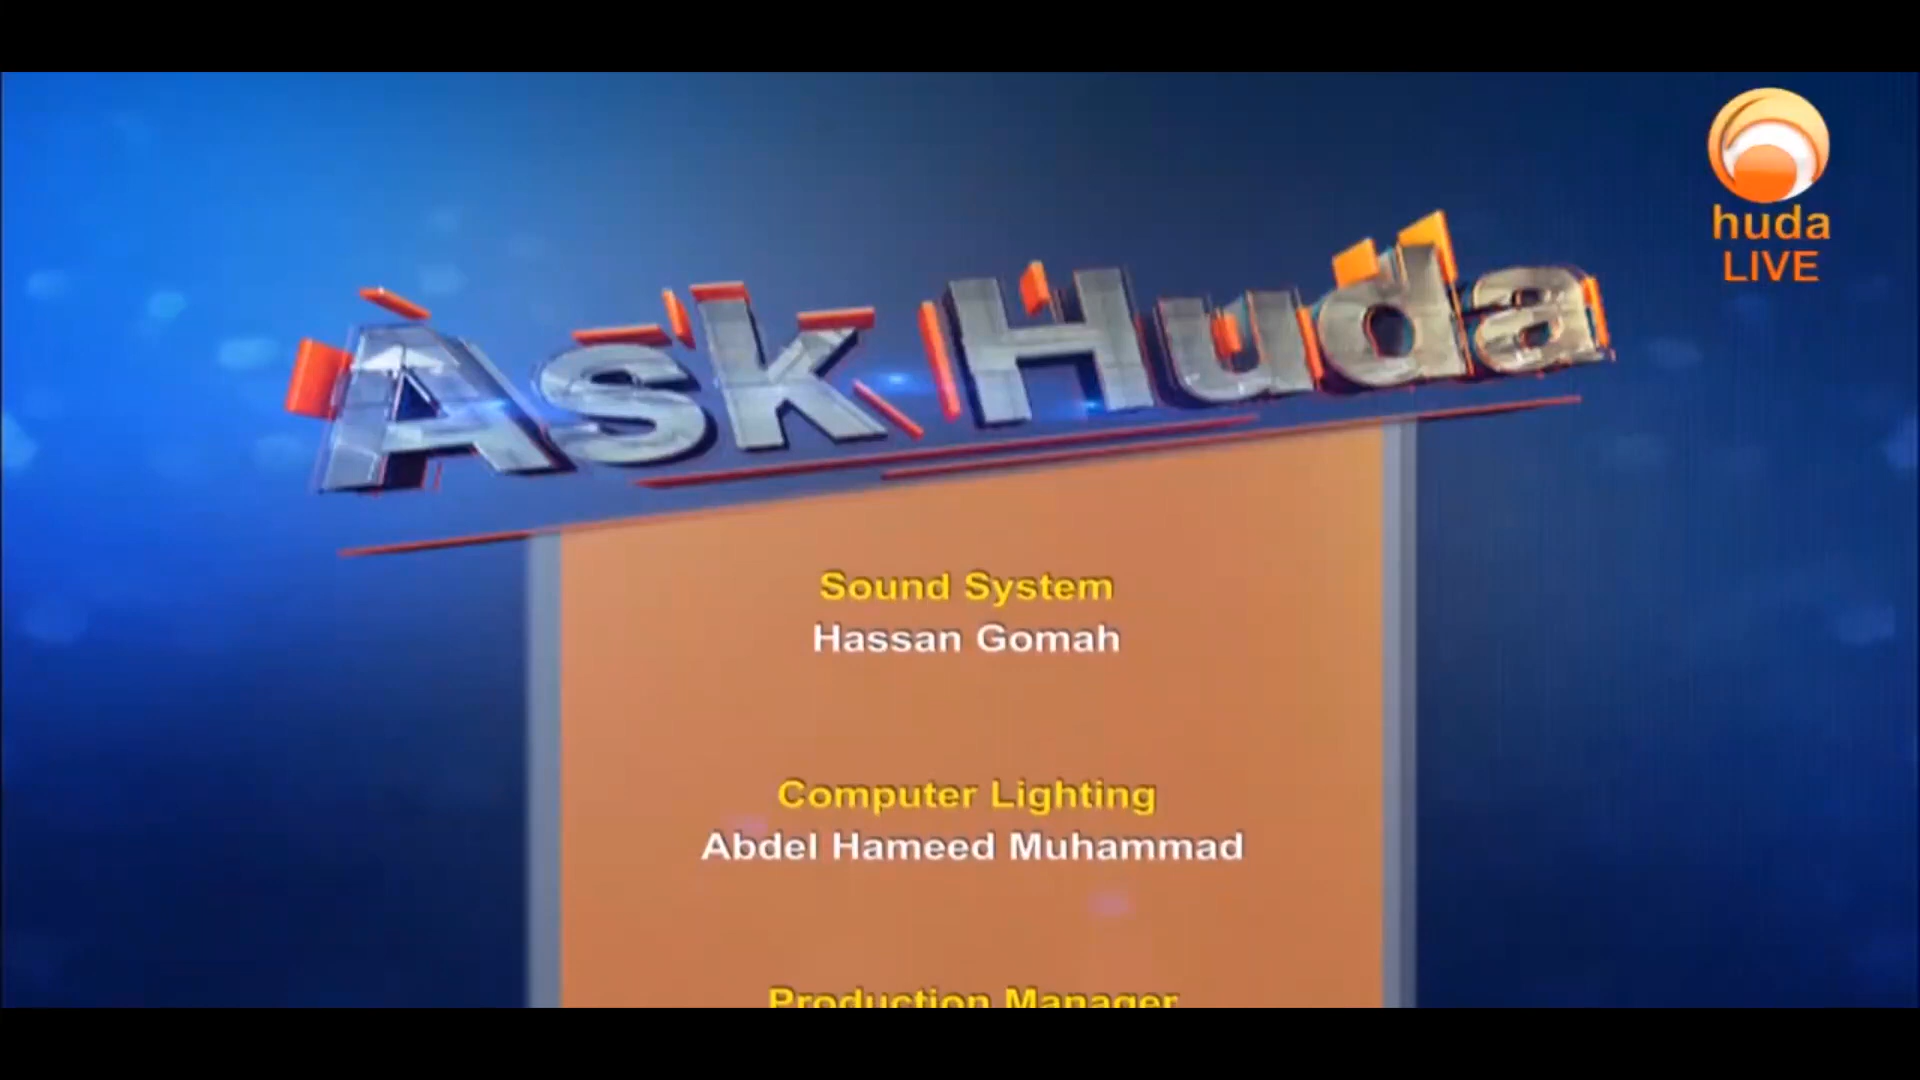 huda
LIVE
Ask Huda
Sound System
Hassan Gomah
Computer Lighting
Abdel Hameed Muhammad
Production Manager